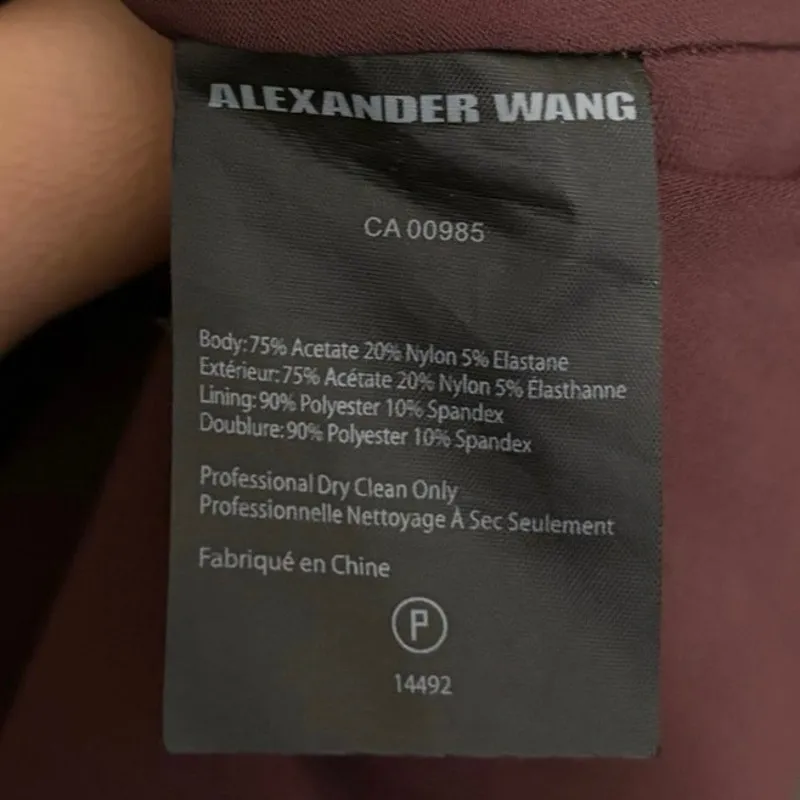 ALEXANDER WANG
CA 00985
Body:75% Acetate 20% Nylon 5% Elastane
Extérieur:75% Acétate 20% Nylon 5% Élasthanne
Lining:90% Polyester 10% Spandex
Doublure:90% Polyester 10% Spandex
Professional Dry Clean Only
Professionnelle Nettoyage À Sec Seulement
Fabriqué en Chine
P
14492